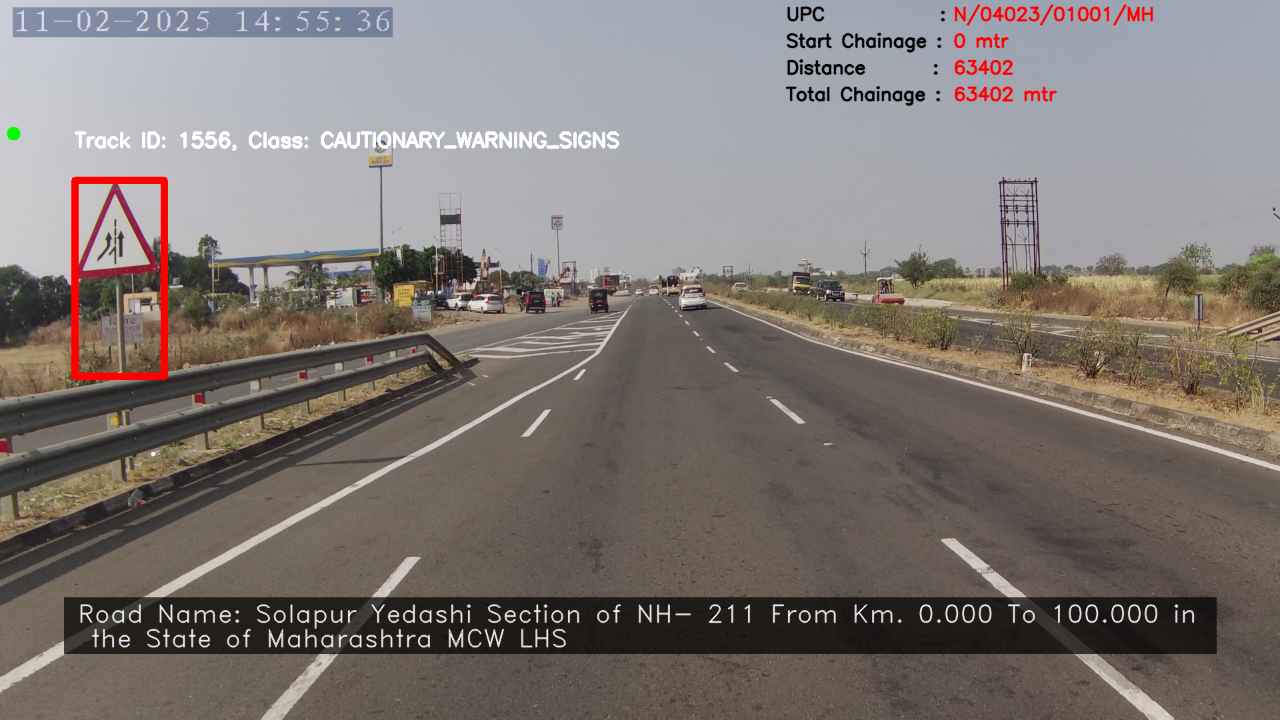 11-02-2025 14:55:36
UPC : N/04023/01001/MH
Start Chainage : 0 mtr
Distance : 63402
Total Chainage : 63402 mtr
Track ID: 1556, Class: CAUTIONARY_WARNING_SIGNS
Road Name: Solapur Yedashi Section of NH- 211 From Km. 0.000 To 100.000 in
the State of Maharashtra MCW LHS